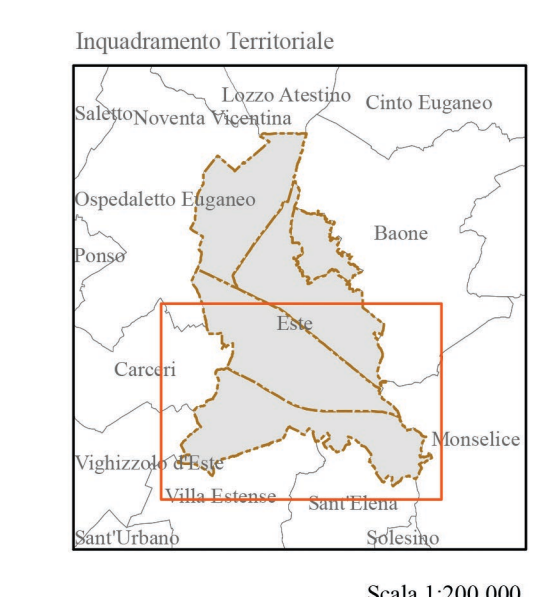 Inquadramento Territoriale
Lozzo Atestino
Cinto Euganeo
Saletto
Noventa Vicentina
Ospedaletto Euganeo
Baone
Ponso
Este
Carceri
Monselice
Vighizzolo d'Este
Villa Estense
Sant'Elena
Sant'Urbano
Solesino
Scala 1:200.000